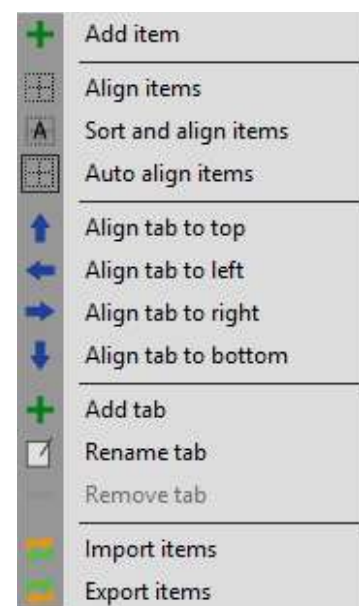 Add item
Align items
A Sort and align items
Auto align items
Align tab to top
Align tab to left
Align tab to right
Align tab to bottom
Add tab
Rename tab
Remove tab
Import items
Export items